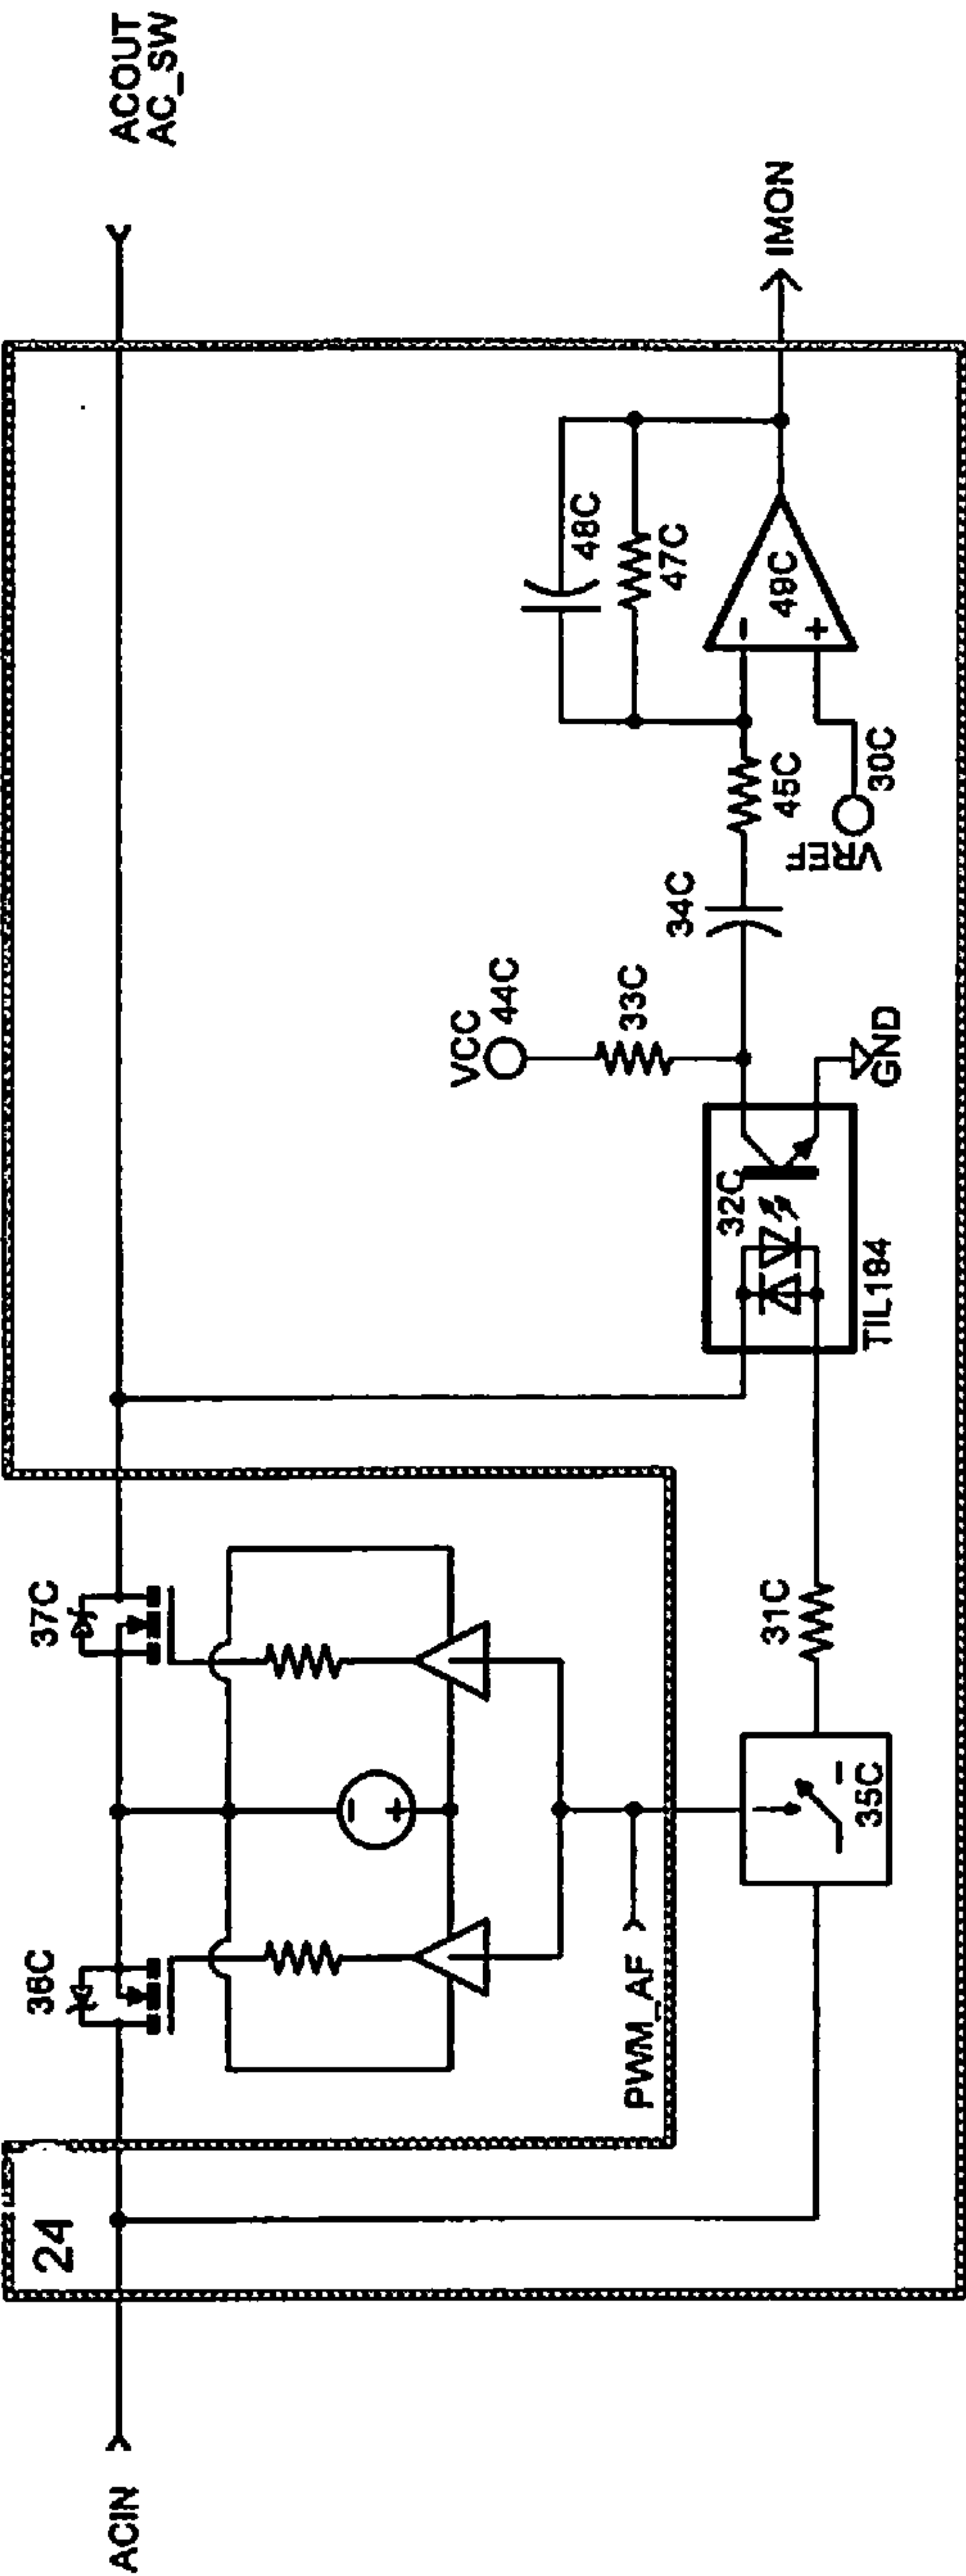 24
ACIN
36C
37C
ACOUT
AC_SW
PWM_AF
35C
31C
TIL194
32C
GND
VCC
44C
33C
34C
45C
VREF
30C
49C
47C
48C
IMON